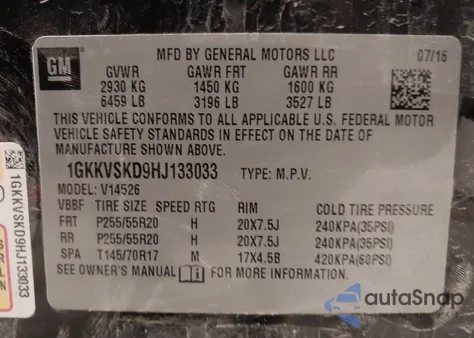 GM
MFD BY GENERAL MOTORS LLC 07/16
GVWR GAWR FRT GAWR RR
2930 KG 1450 KG 1600 KG
6459 LB 3196 LB 3527 LB
THIS VEHICLE CONFORMS TO ALL APPLICABLE U.S. FEDERAL MOTOR
VEHICLE SAFETY STANDARDS IN EFFECT ON THE DATE OF
MANUFACTURE SHOWN ABOVE.
1GKKVSKD9HJ133033 TYPE: M.P.V.
MODEL: V14526
VBBF TIRE SIZE SPEED RTG RIM COLD TIRE PRESSURE
FRT P255/55R20 H 20X7.5J 240KPA(35PSI)
RR P255/55R20 H 20X7.5J 240KPA(35PSI)
SPA T145/70R17 M 17X4.5B 420KPA(60PSI)
SEE OWNER'S MANUAL FOR MORE INFORMATION.
1GKKVSKD9HJ133033
SRLN
autoSnap